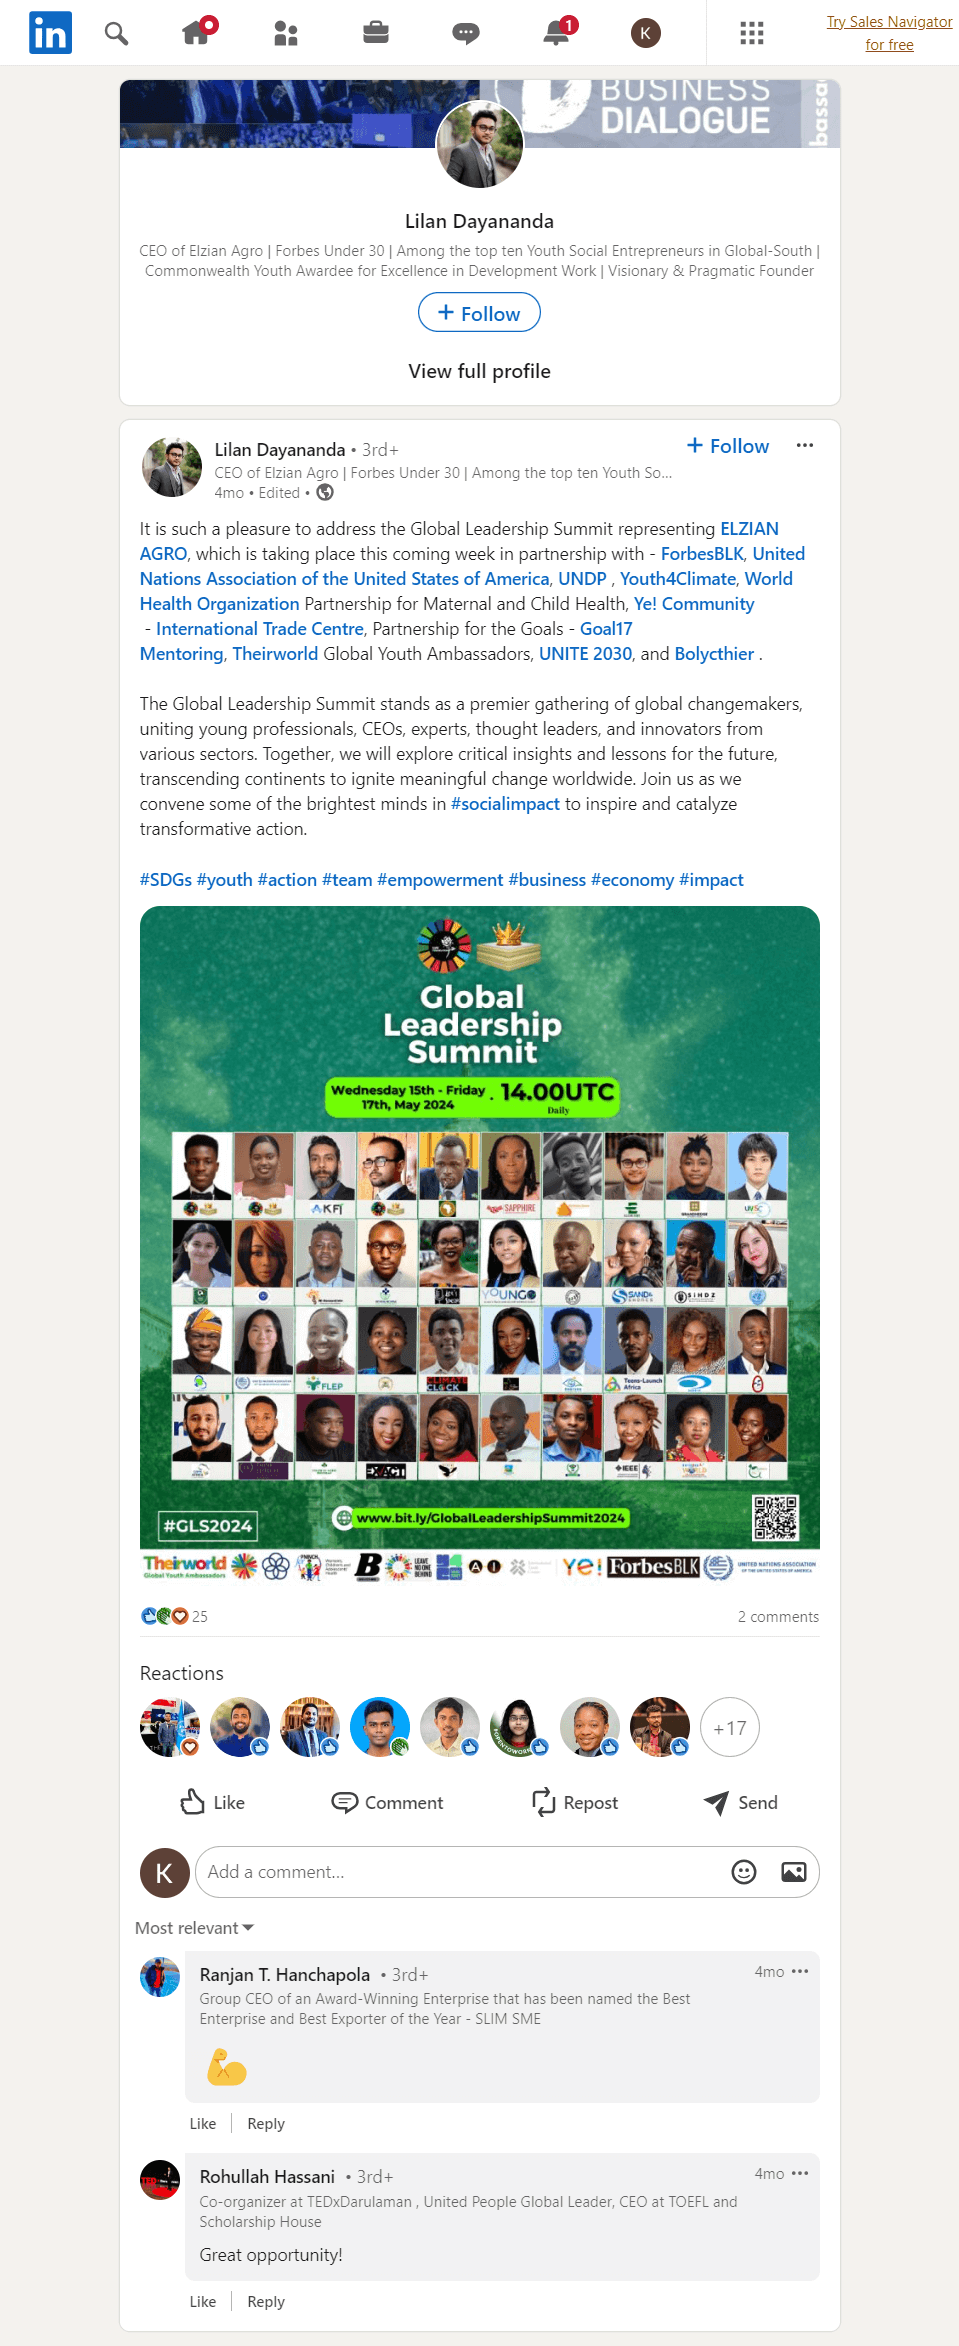 in
1
K
Try Sales Navigator
for free
BUSINESS
DIALOGUE
bassa
Lilan Dayananda
CEO of Elzian Agro | Forbes Under 30 | Among the top ten Youth Social Entrepreneurs in Global-South |
Commonwealth Youth Awardee for Excellence in Development Work | Visionary & Pragmatic Founder
+ Follow
View full profile
Lilan Dayananda • 3rd+
+ Follow
CEO of Elzian Agro | Forbes Under 30 | Among the top ten Youth So...
4mo • Edited •
It is such a pleasure to address the Global Leadership Summit representing ELZIAN
AGRO, which is taking place this coming week in partnership with - ForbesBLK, United
Nations Association of the United States of America, UNDP , Youth4Climate, World
Health Organization Partnership for Maternal and Child Health, Ye! Community
- International Trade Centre, Partnership for the Goals - Goal17
Mentoring, Theirworld Global Youth Ambassadors, UNITE 2030, and Bolycthier .
The Global Leadership Summit stands as a premier gathering of global changemakers,
uniting young professionals, CEOs, experts, thought leaders, and innovators from
various sectors. Together, we will explore critical insights and lessons for the future,
transcending continents to ignite meaningful change worldwide. Join us as we
convene some of the brightest minds in #socialimpact to inspire and catalyze
transformative action.
#SDGs #youth #action #team #empowerment #business #economy #impact
Global
Leadership
Summit
Wednesday 15th - Friday . 14.00UTC
17th, May 2024
Daily
AKFI
SAPPHIRE
UVSC
YOUNGO
SAND&
SINDZ
FLEP
CLIMATE
CLOCK
Teens-Launch
Africa
EXACT
IEEE
#GLS2024
www.bit.ly/GlobalLeadershipSummit2024
Theirworld
Global Youth Ambassadors
PMNCH
B
LEAVE
NO ONE
BEHIND
AI
Ye!
ForbesBLK
UNITED NATIONS ASSOCIATION
OF THE UNITED STATES OF AMERICA
25
2 comments
Reactions
+17
Like
Comment
Repost
Send
K
Add a comment...
Most relevant
Ranjan T. Hanchapola • 3rd+
4mo
Group CEO of an Award-Winning Enterprise that has been named the Best
Enterprise and Best Exporter of the Year - SLIM SME
Like
Reply
Rohullah Hassani • 3rd+
4mo
Co-organizer at TEDxDarulaman , United People Global Leader, CEO at TOEFL and
Scholarship House
Great opportunity!
Like
Reply